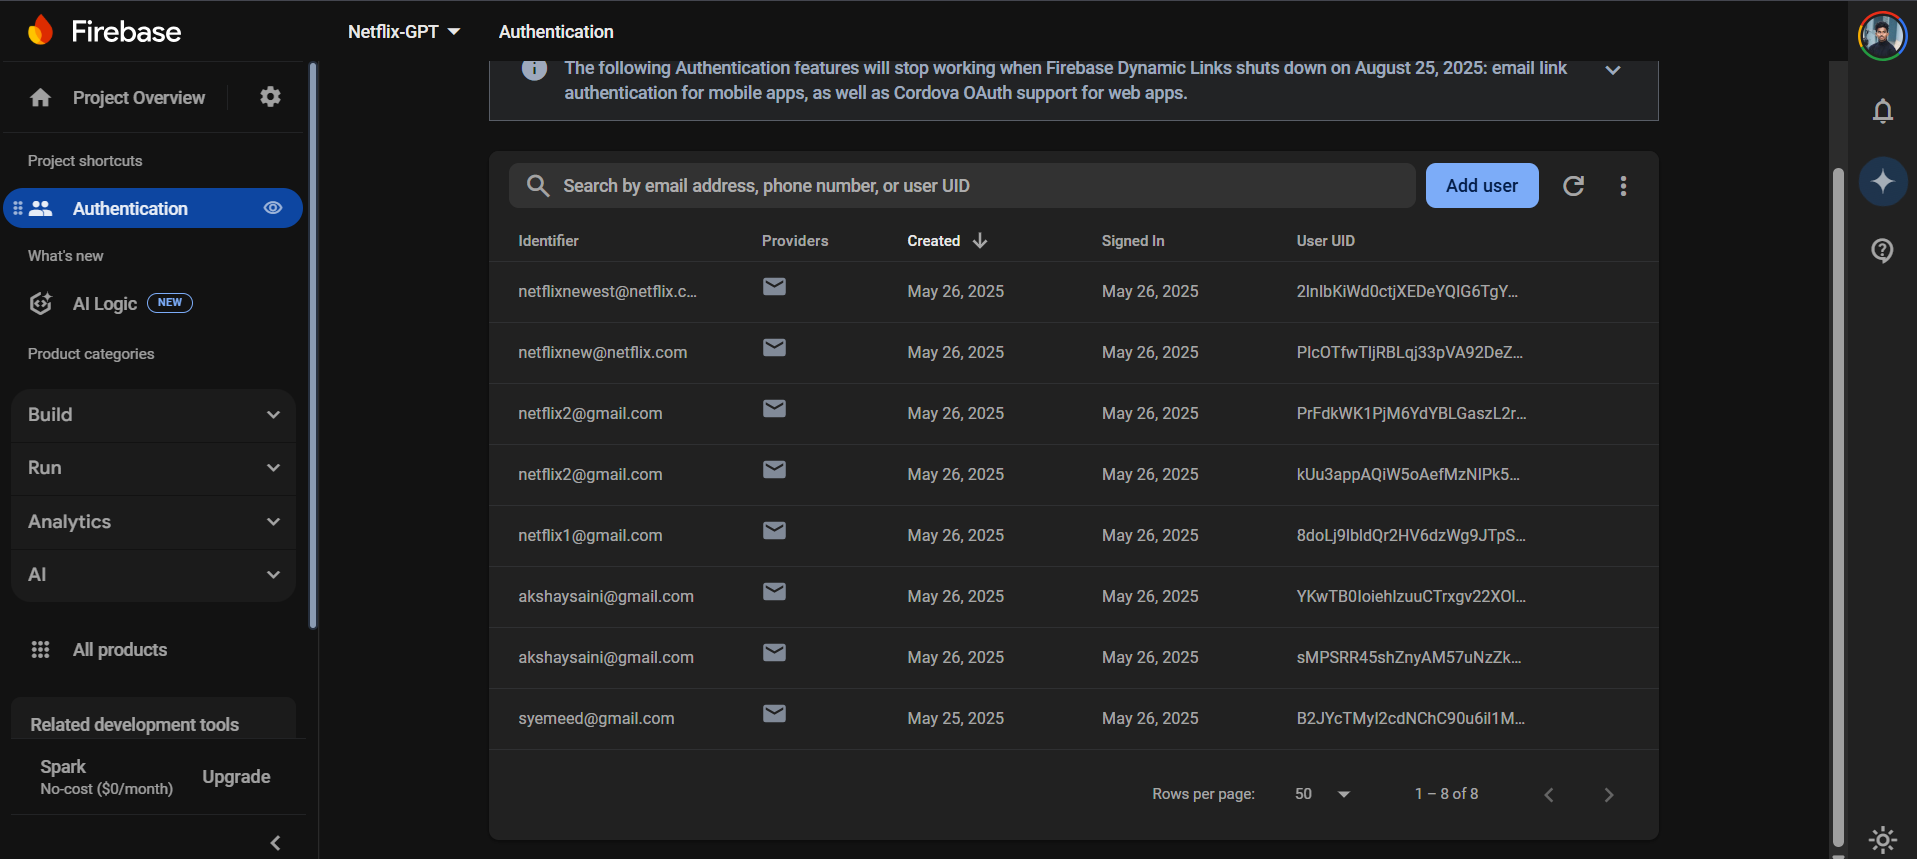 Firebase
Netflix-GPT
Authentication
Project Overview
Project shortcuts
Authentication
What's new
AI Logic NEW
Product categories
Build
Run
Analytics
AI
All products
Related development tools
Spark
No-cost ($0/month)
Upgrade
The following Authentication features will stop working when Firebase Dynamic Links shuts down on August 25, 2025: email link
authentication for mobile apps, as well as Cordova OAuth support for web apps.
Search by email address, phone number, or user UID
Add user
Identifier Providers Created Signed In User UID
netflixnewest@netflix.c... May 26, 2025 May 26, 2025
netflixnew@netflix.com May 26, 2025 May 26, 2025
netflix2@gmail.com May 26, 2025 May 26, 2025 PrFdkWK1PjM6YdYBLGaszL2r...
netflix2@gmail.com May 26, 2025 May 26, 2025
netflix1@gmail.com May 26, 2025 May 26, 2025
akshaysaini@gmail.com May 26, 2025 May 26, 2025
akshaysaini@gmail.com May 26, 2025 May 26, 2025 sMPSRR45shZnyAM57uNzZk...
syemeed@gmail.com May 25, 2025 May 26, 2025
Rows per page: 50 1 – 8 of 8